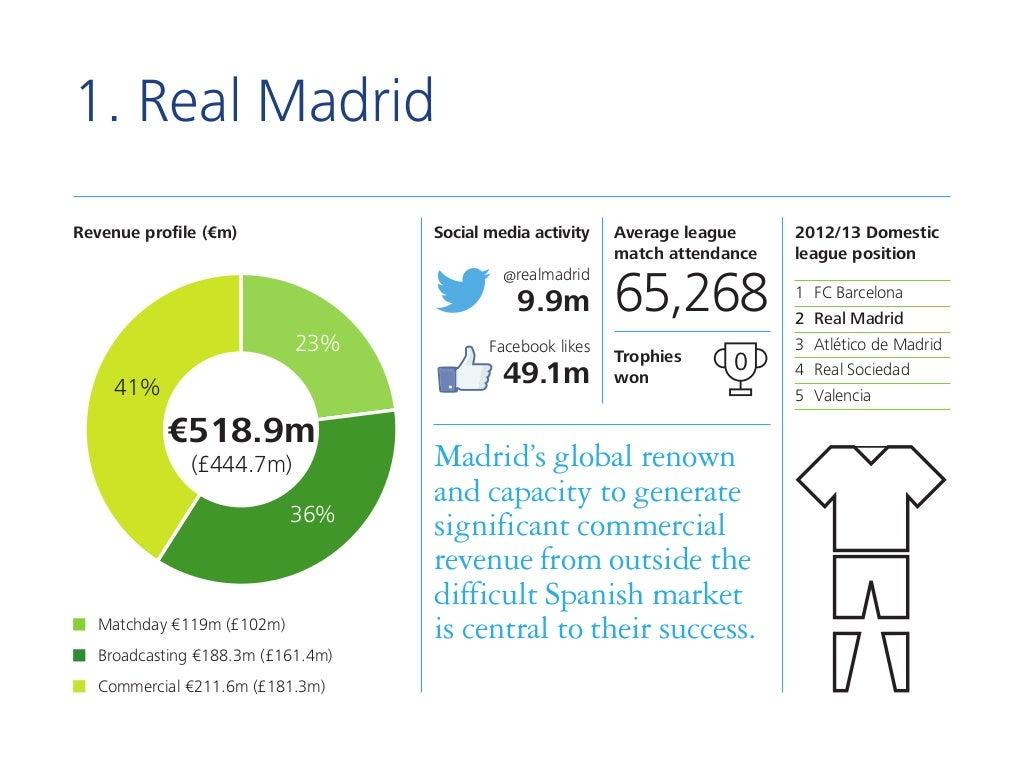 1. Real Madrid
Revenue profile (€m)
23%
41%
36%
€518.9m
(£444.7m)
Matchday €119m (£102m)
Broadcasting €188.3m (£161.4m)
Commercial €211.6m (£181.3m)
Social media activity
@realmadrid
9.9m
Facebook likes
49.1m
Average league
match attendance
65,268
Trophies
won
0
Madrid’s global renown
and capacity to generate
significant commercial
revenue from outside the
difficult Spanish market
is central to their success.
2012/13 Domestic
league position
1 FC Barcelona
2 Real Madrid
3 Atlético de Madrid
4 Real Sociedad
5 Valencia